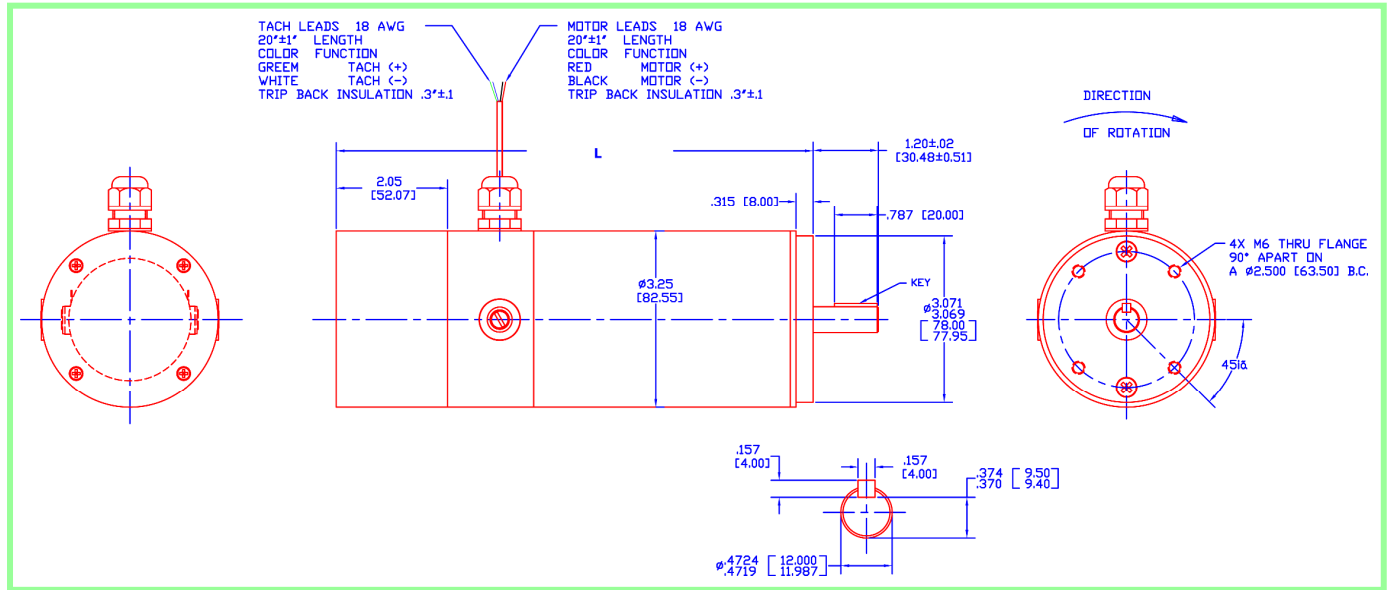 TACH LEADS 18 AWG
20"±1" LENGTH
COLOR FUNCTION
GREEM TACH (+)
WHITE TACH (-)
TRIP BACK INSULATION .3"±.1
MOTOR LEADS 18 AWG
20"±1" LENGTH
COLOR FUNCTION
RED MOTOR (+)
BLACK MOTOR (-)
TRIP BACK INSULATION .3"±.1
DIRECTION
OF ROTATION
L
1.20±.02
[30.48±0.51]
2.05
[52.07]
.315 [8.00]
.787 [20.00]
4X M6 THRU FLANGE
90° APART ON
A Ø2.500 [63.50] B.C.
Ø3.25
[82.55]
KEY
Ø3.071
3.069
[78.00
77.95]
45ļã
.157
[4.00]
.157
[4.00]
.374 [9.50]
.370 [9.40]
Ø.4724 [12.000]
.4719 [11.987]